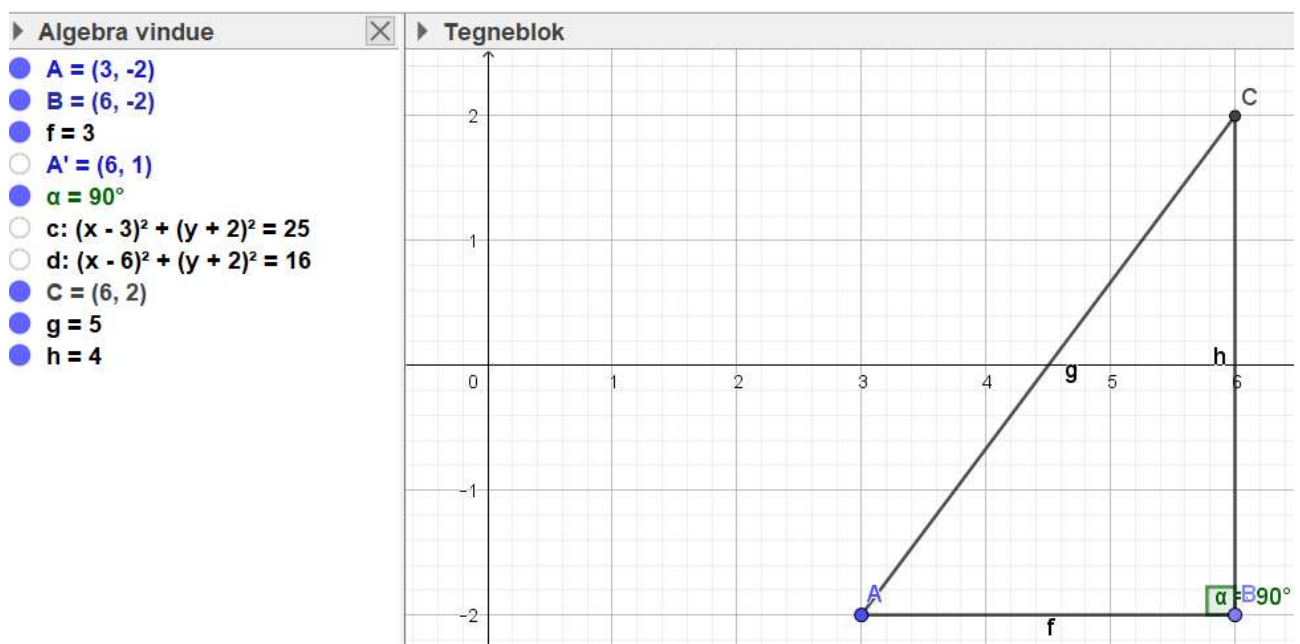 Algebra vindue
A = (3, -2)
B = (6, -2)
f = 3
A' = (6, 1)
α = 90°
c: (x - 3)² + (y + 2)² = 25
d: (x - 6)² + (y + 2)² = 16
C = (6, 2)
g = 5
h = 4
Tegneblok
C
2
1
h
g
0 1 2 3 4 5 6
-1
A
α = 90°
B
-2
f